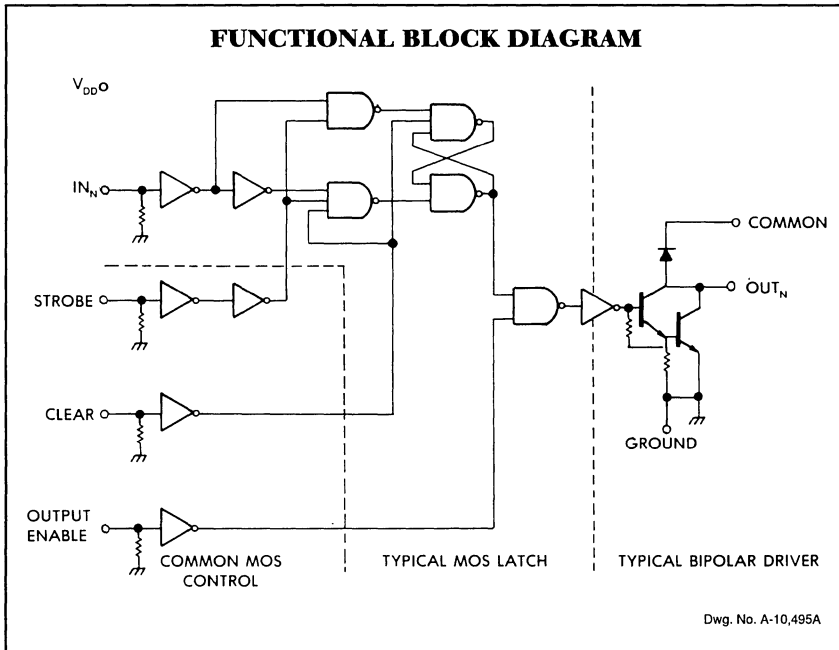 FUNCTIONAL BLOCK DIAGRAM
VDD
INN
COMMON
OUTN
STROBE
CLEAR
GROUND
OUTPUT
ENABLE
COMMON MOS
CONTROL
TYPICAL MOS LATCH
TYPICAL BIPOLAR DRIVER
Dwg. No. A-10,495A